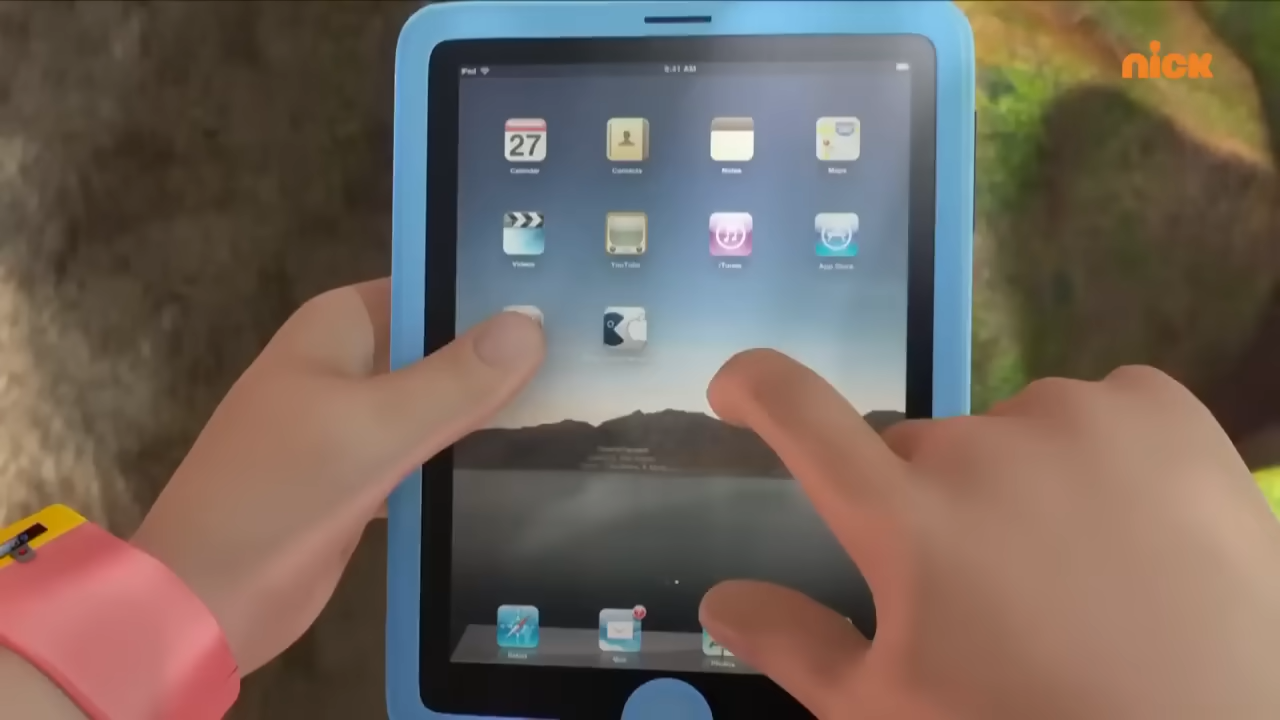 nick
iPad
9:41 AM
27
Calendar
Contacts
Notes
Maps
Videos
YouTube
iTunes
App Store
Safari
Mail
Photos